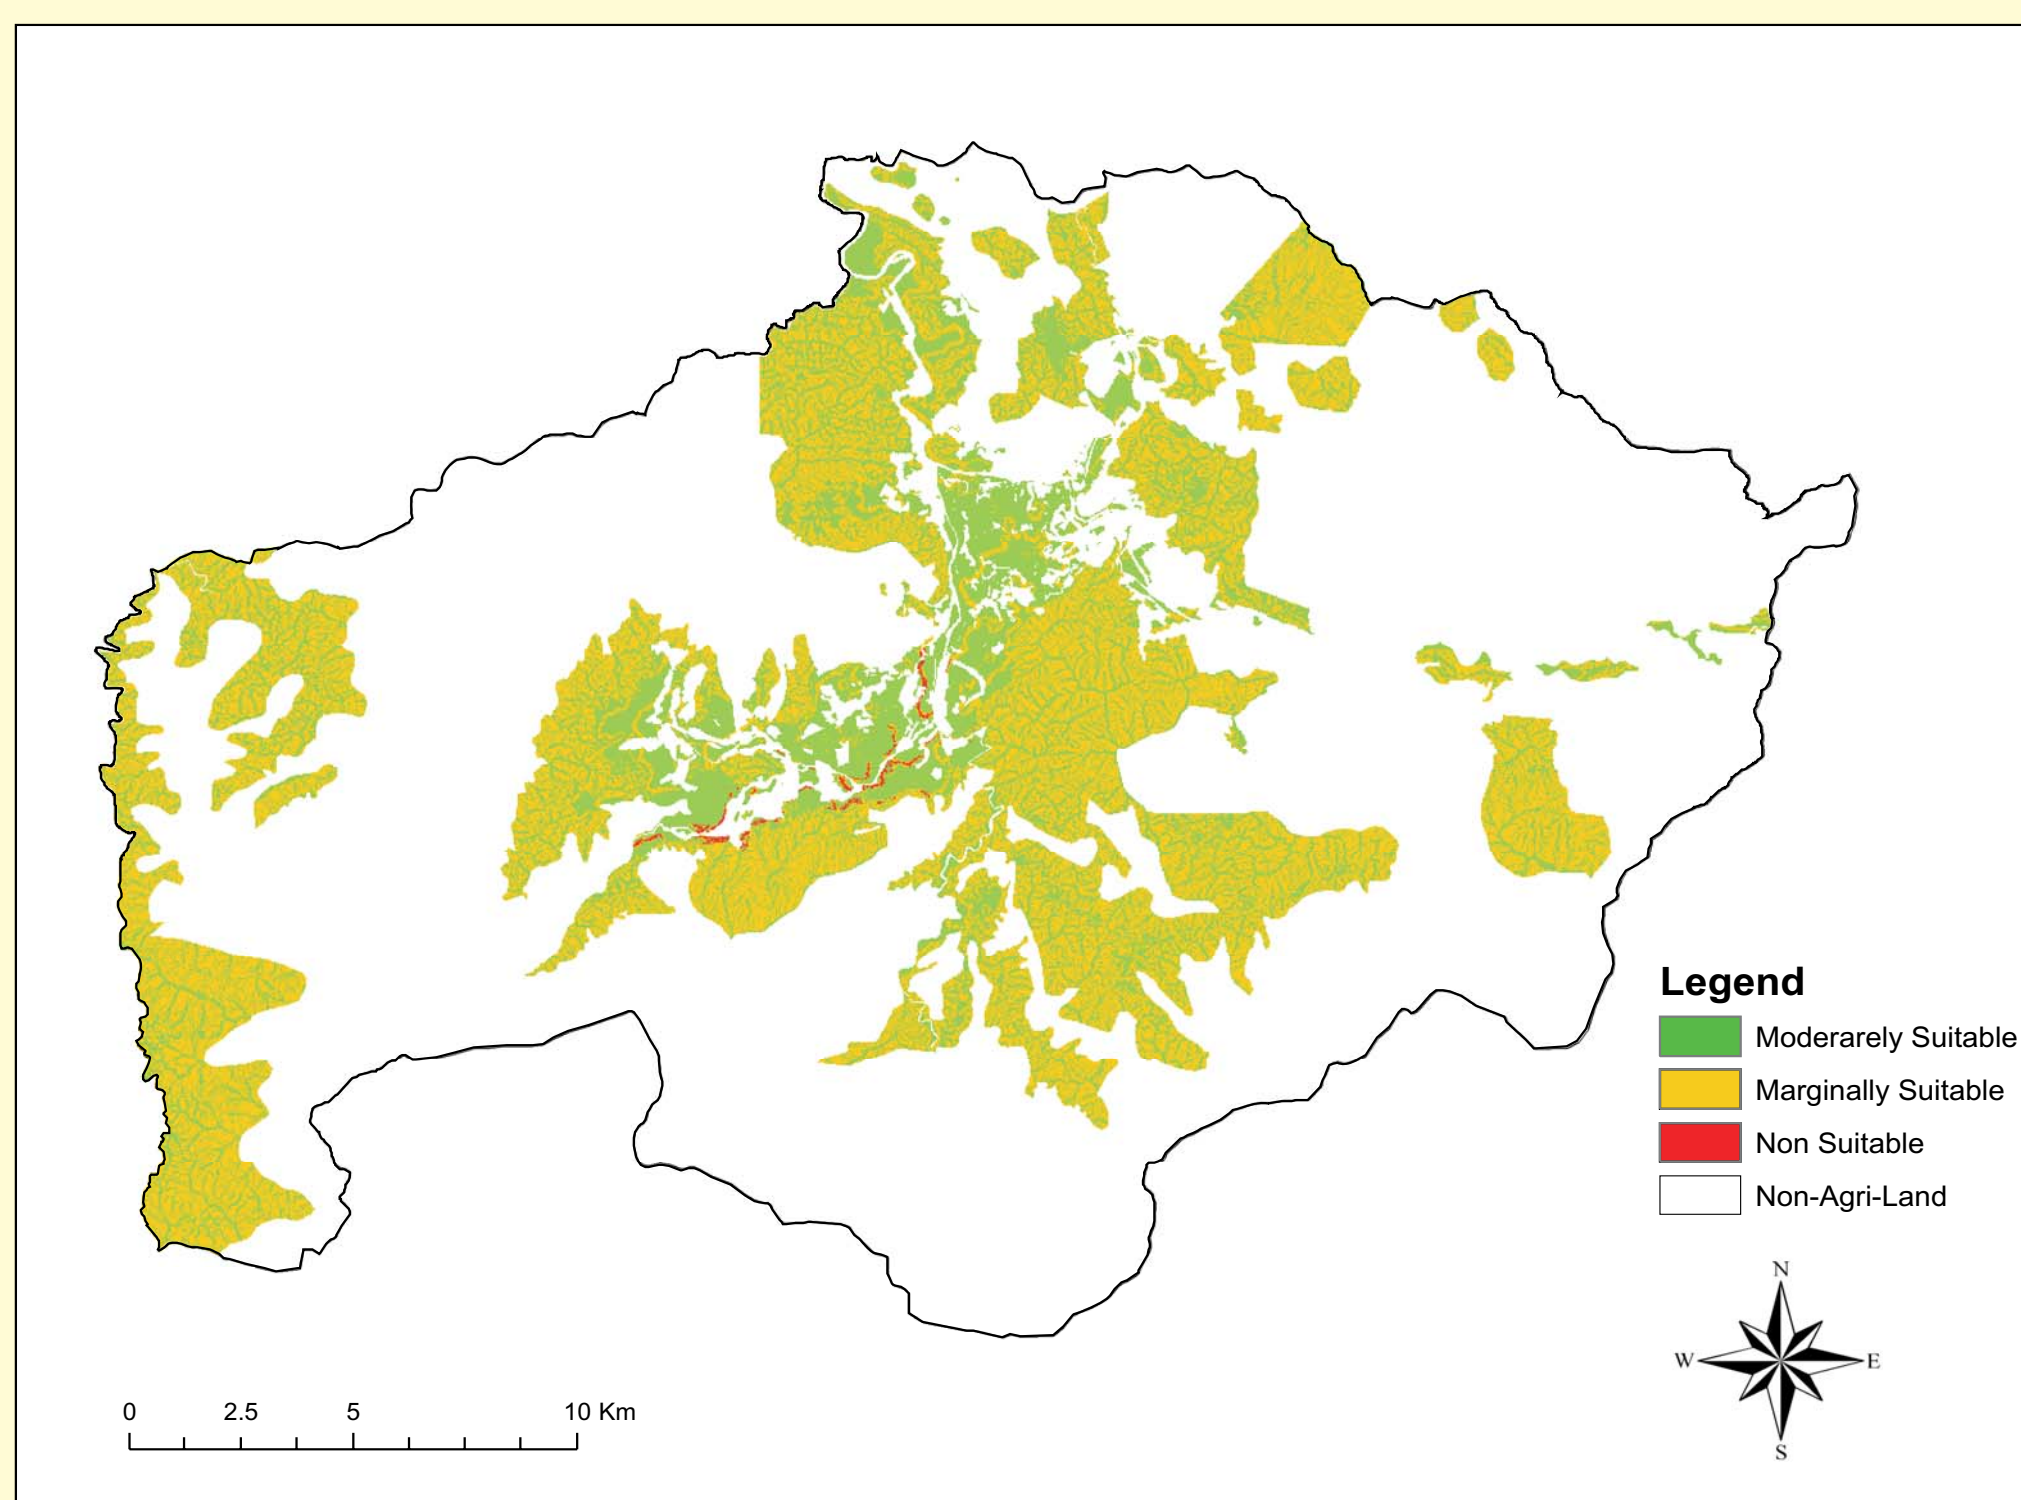 Legend
Moderarely Suitable
Marginally Suitable
Non Suitable
Non-Agri-Land
N
W E
S
0 2.5 5 10 Km